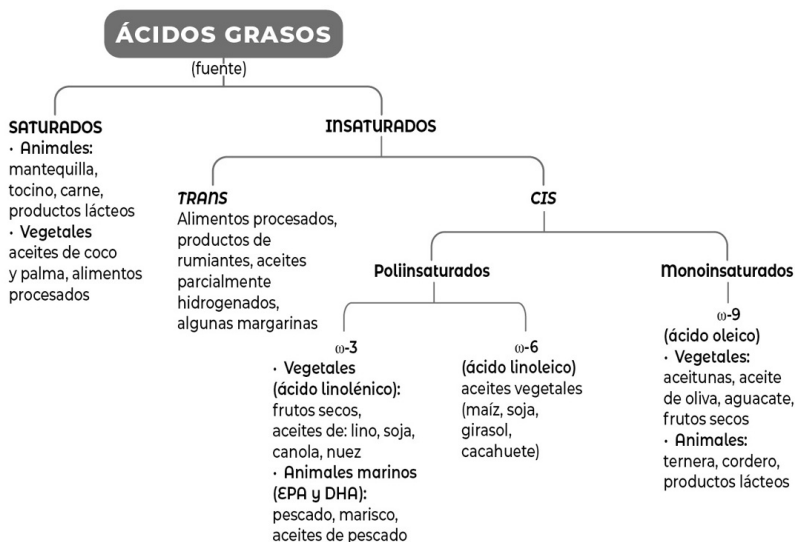 ÁCIDOS GRASOS
(fuente)
SATURADOS
· Animales:
mantequilla,
tocino, carne,
productos lácteos
· Vegetales
aceites de coco
y palma, alimentos
procesados
INSATURADOS
TRANS
Alimentos procesados,
productos de
rumiantes, aceites
parcialmente
hidrogenados,
algunas margarinas
CIS
Poliinsaturados
ω-3
· Vegetales
(ácido linolénico):
frutos secos,
aceites de: lino, soja,
canola, nuez
· Animales marinos
(EPA y DHA):
pescado, marisco,
aceites de pescado
ω-6
(ácido linoleico)
aceites vegetales
(maíz, soja,
girasol,
cacahuete)
Monoinsaturados
ω-9
(ácido oleico)
· Vegetales:
aceitunas, aceite
de oliva, aguacate,
frutos secos
· Animales:
ternera, cordero,
productos lácteos